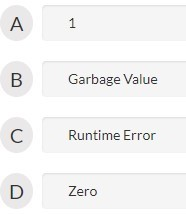 A 1
B Garbage Value
C Runtime Error
D Zero